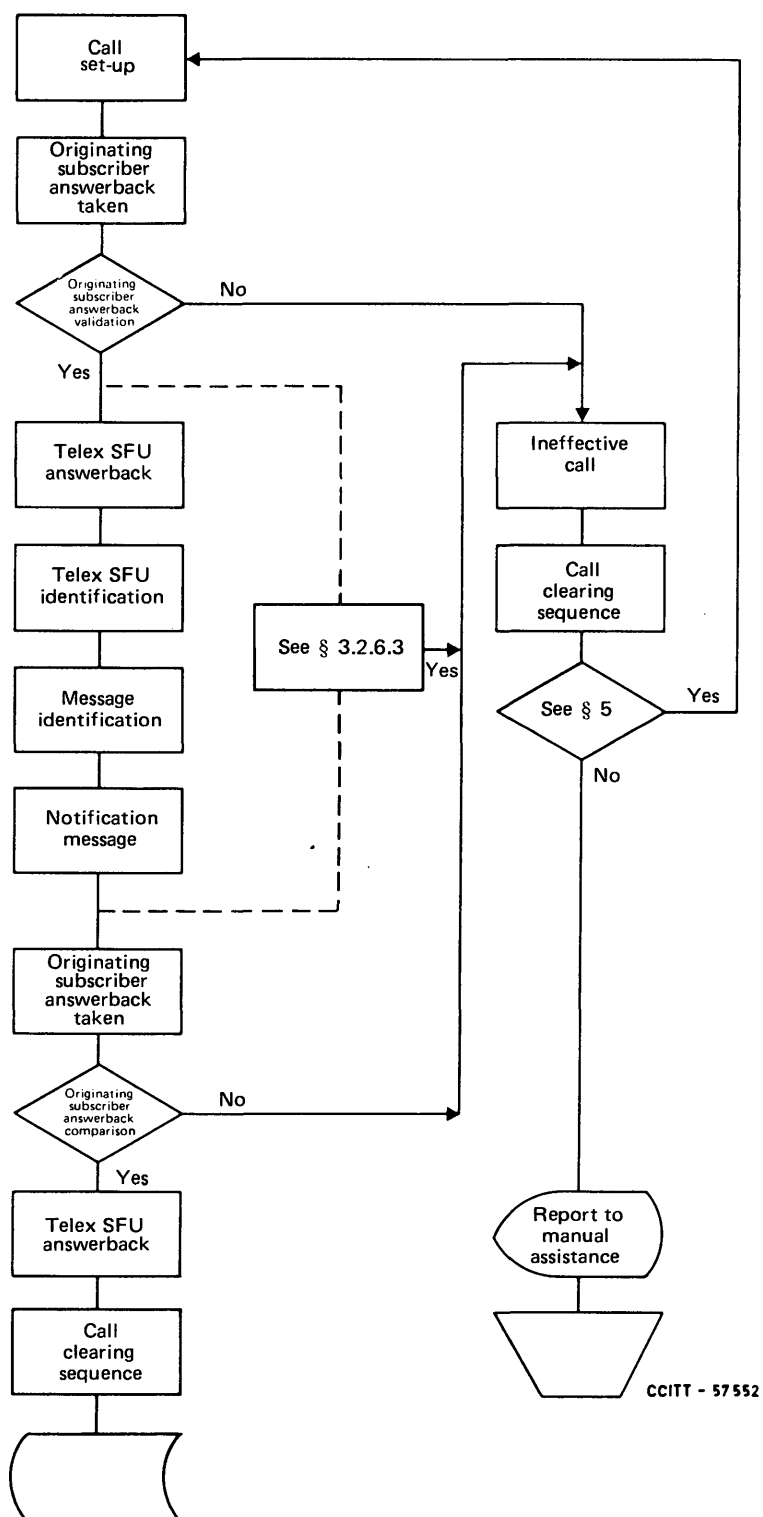 Call
set-up
Originating
subscriber
answerback
taken
Originating
subscriber
answerback
validation
No
Yes
Telex SFU
answerback
Ineffective
call
Telex SFU
identification
Call
clearing
sequence
See § 3.2.6.3
Yes
Message
identification
See § 5
Yes
No
Notification
message
Originating
subscriber
answerback
taken
Originating
subscriber
answerback
comparison
No
Yes
Telex SFU
answerback
Report to
manual
assistance
Call
clearing
sequence
CCITT - 57552